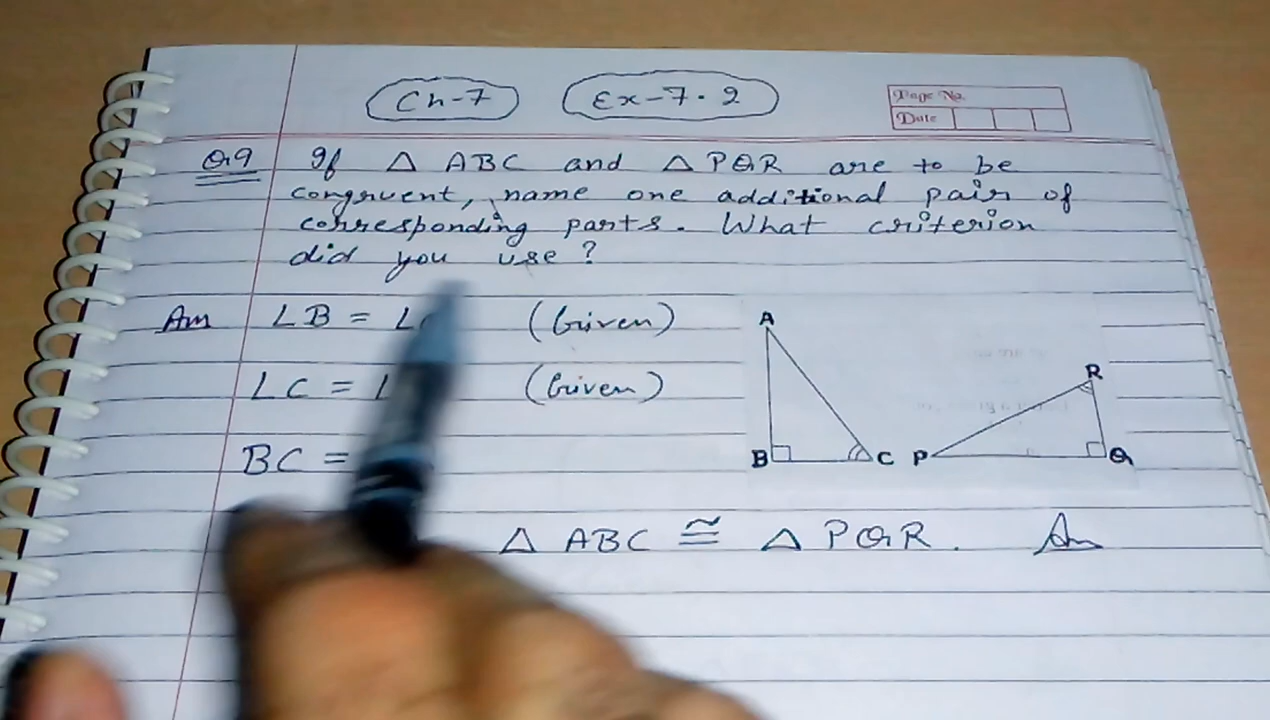 Ch-7 Ex-7.2
Page No.
Date
Q9 If △ ABC and △ PQR are to be
congruent, name one additional pair of
corresponding parts. What criterion
did you use?
Ans ∠B = ∠ (Given)
∠C = ∠ (Given)
BC =
△ ABC ≅ △ PQR. Ans
A
B
C
P
Q
R